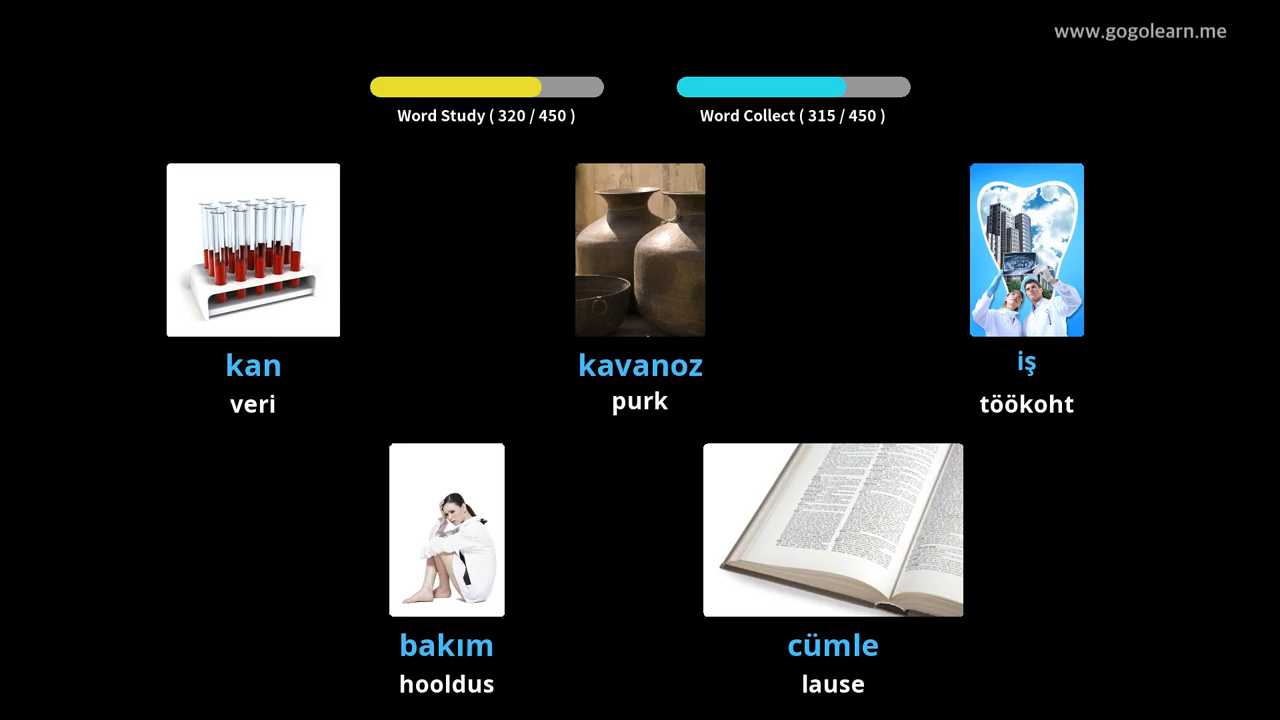 www.gogolearn.me
Word Study ( 320 / 450 )
Word Collect ( 315 / 450 )
kan
veri
kavanoz
purk
iş
töökoht
bakım
hooldus
cümle
lause